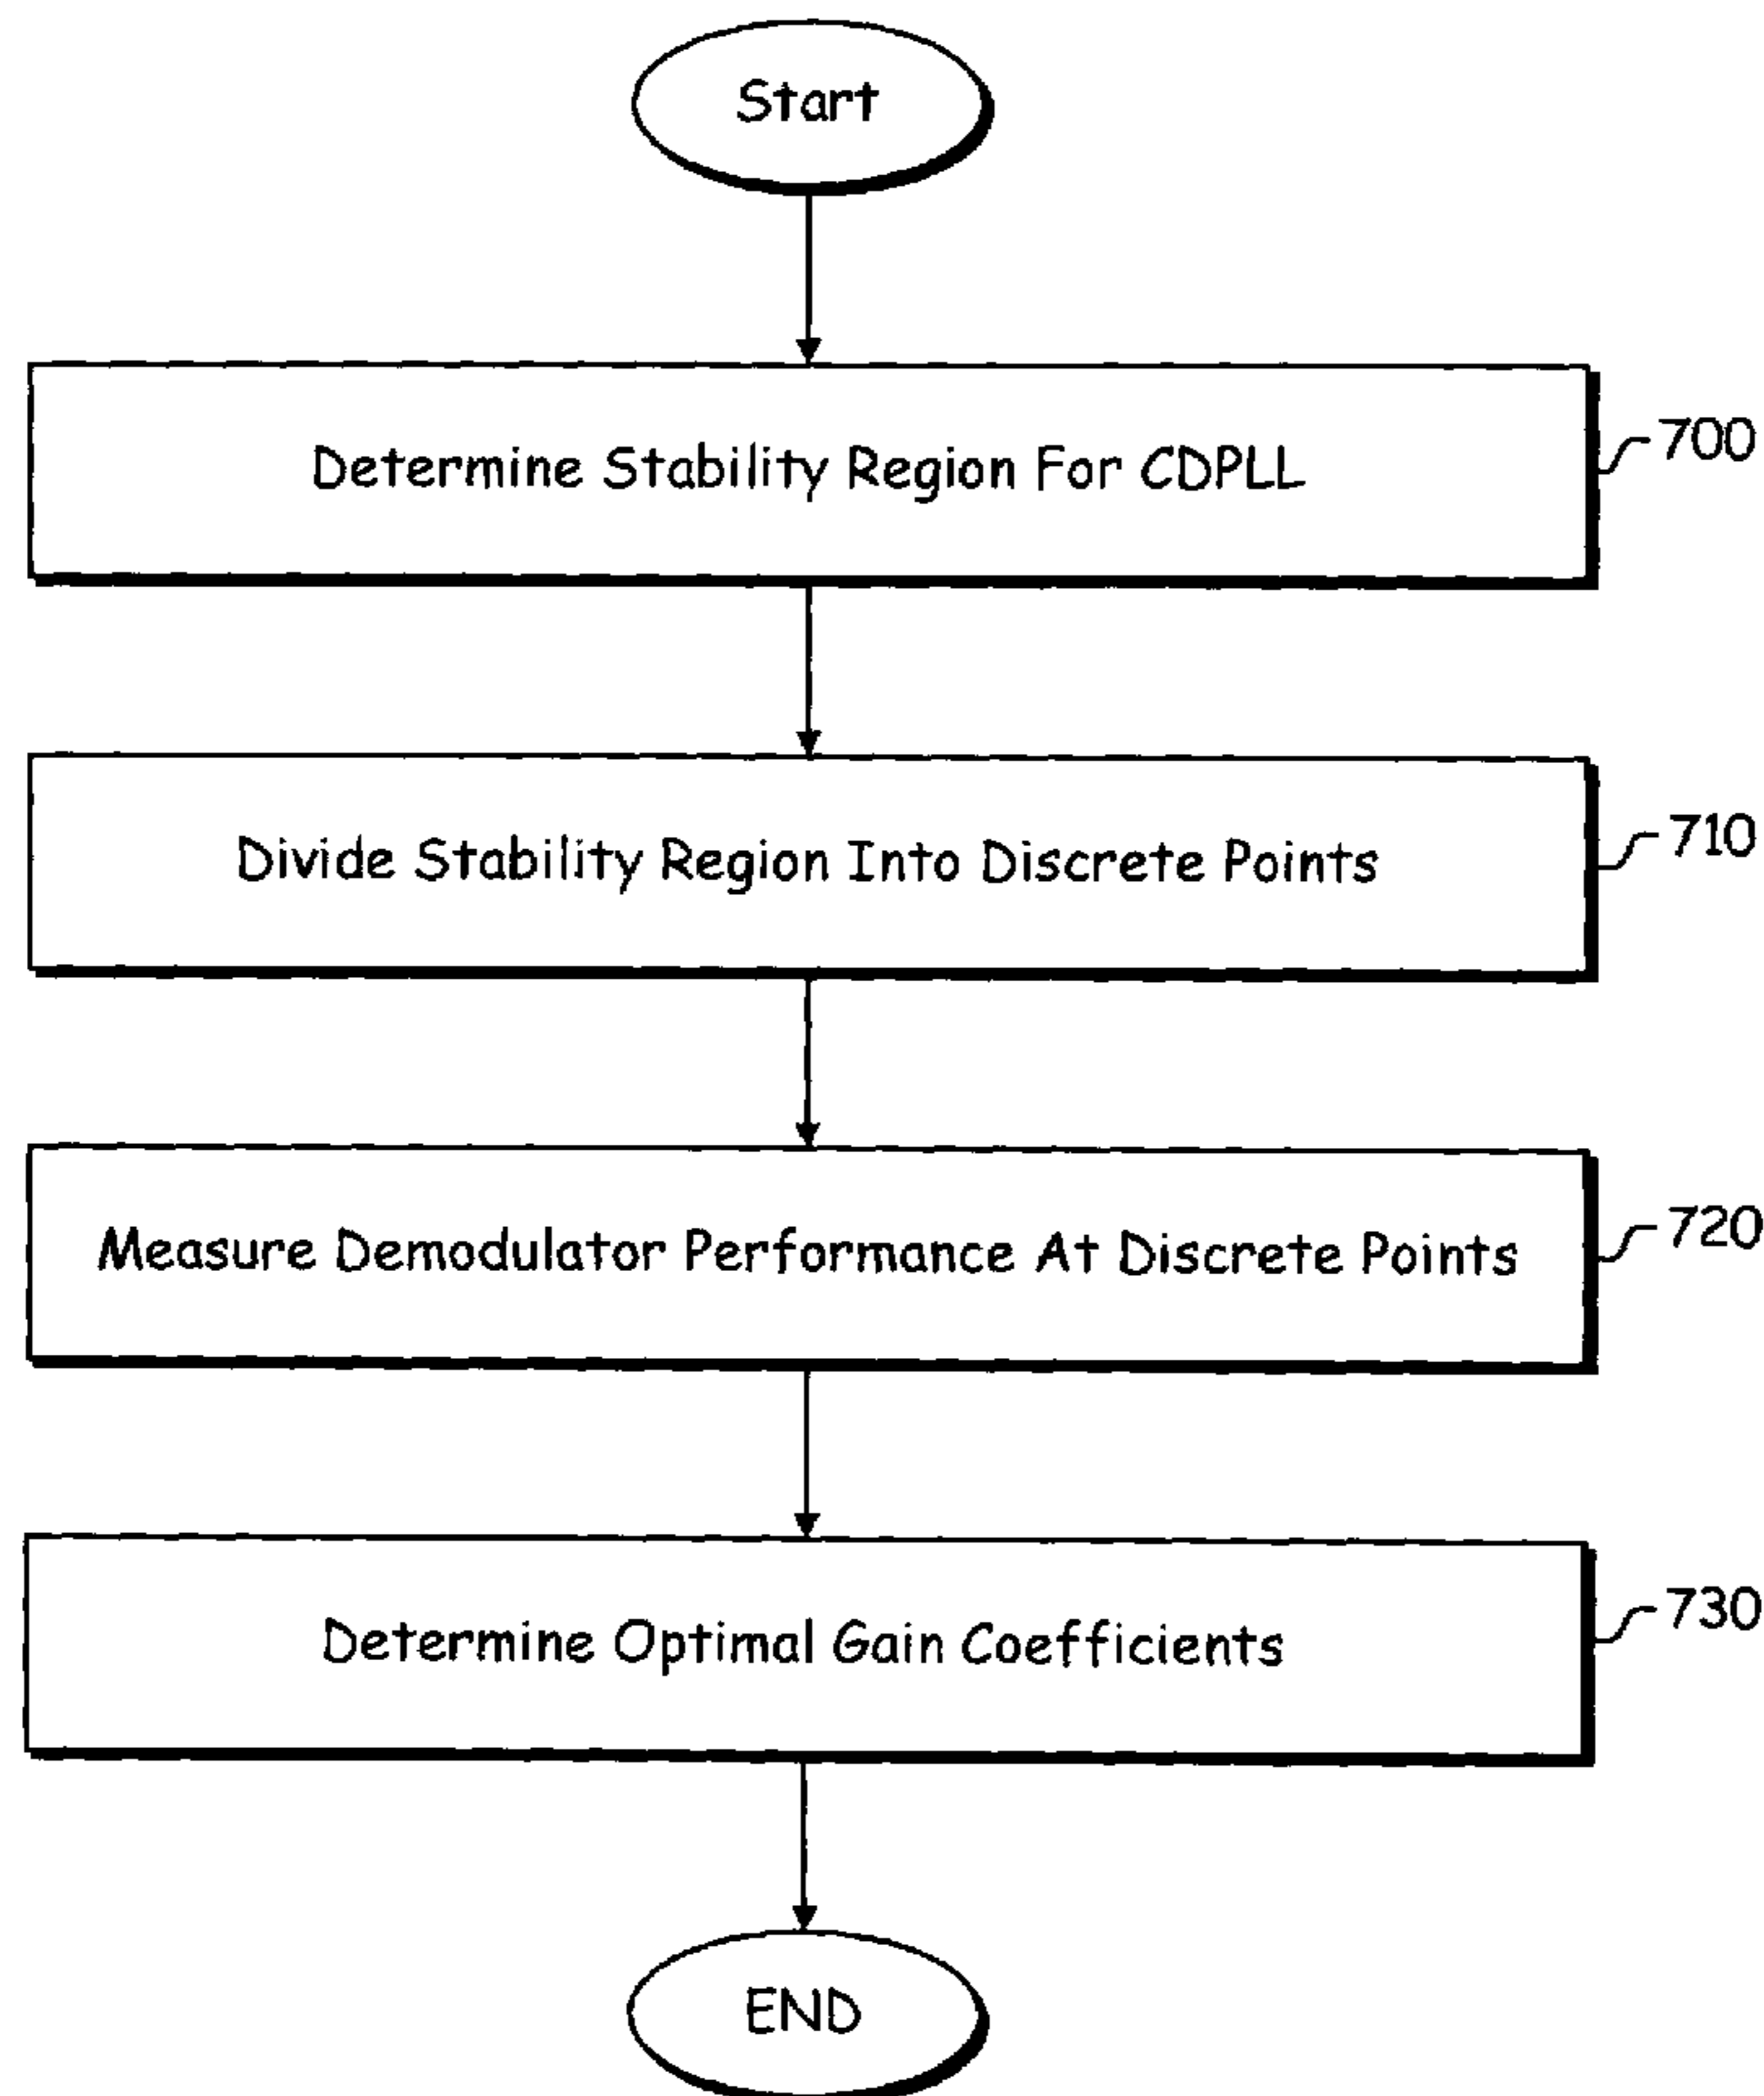 Start
Determine Stability Region For CDPLL
700
Divide Stability Region Into Discrete Points
710
Measure Demodulator Performance At Discrete Points
720
Determine Optimal Gain Coefficients
730
END